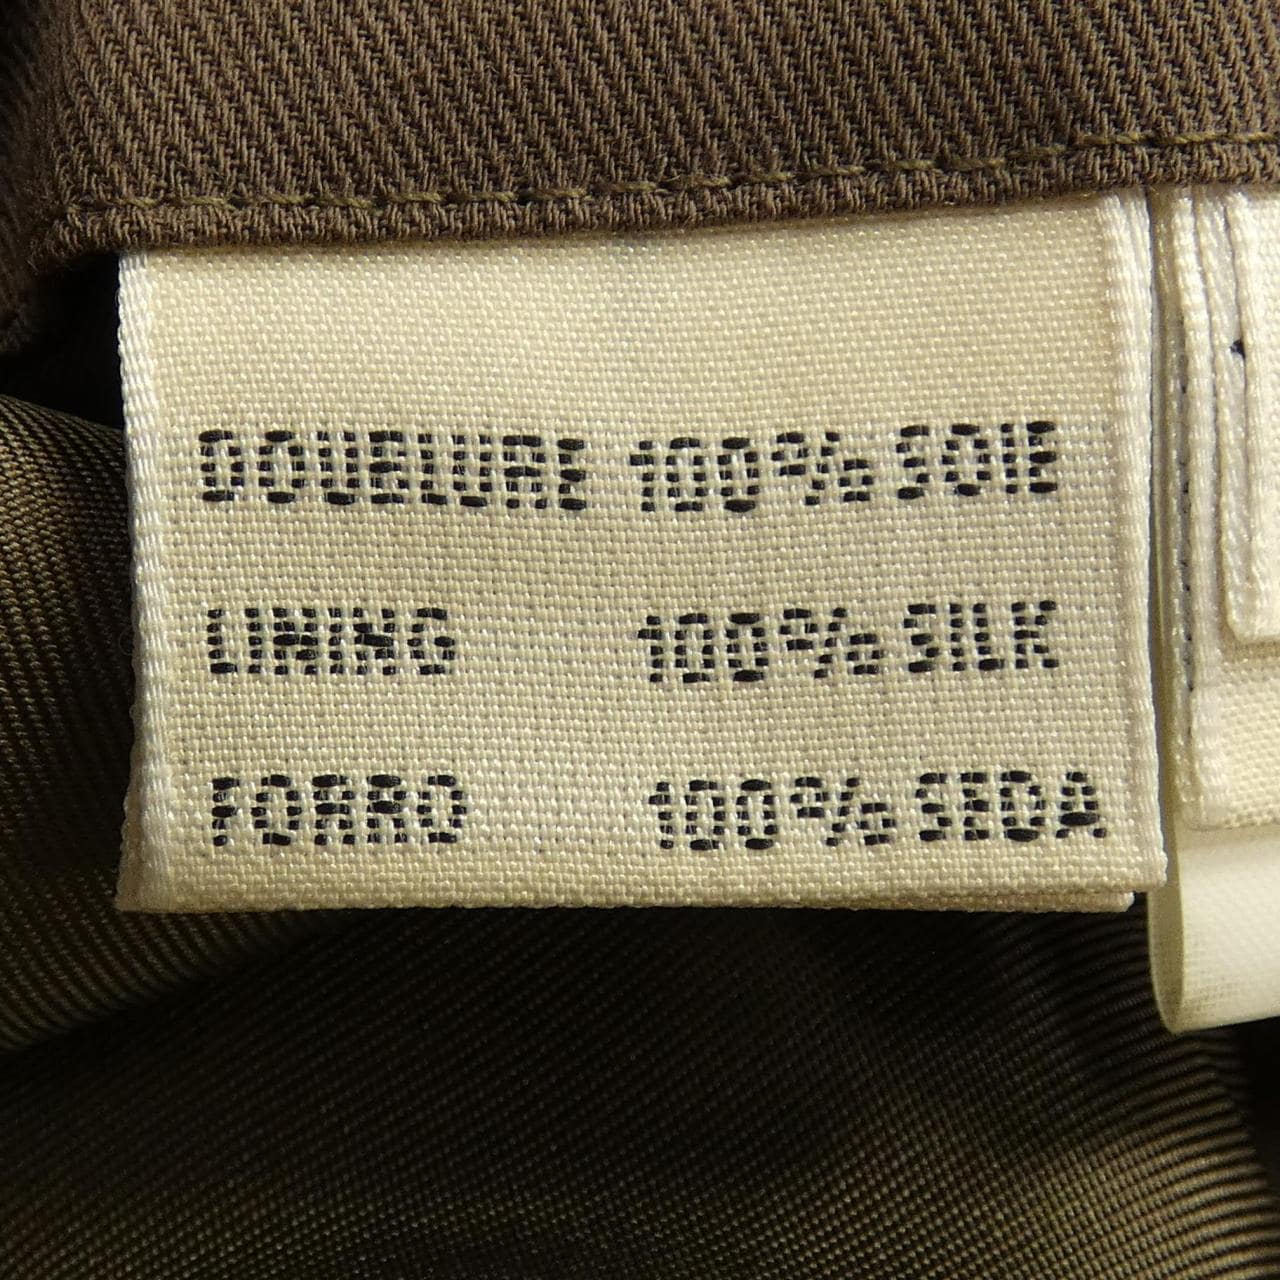 DOUBLURE 100% SOIE
LINING 100% SILK
FORRO 100% SEDA